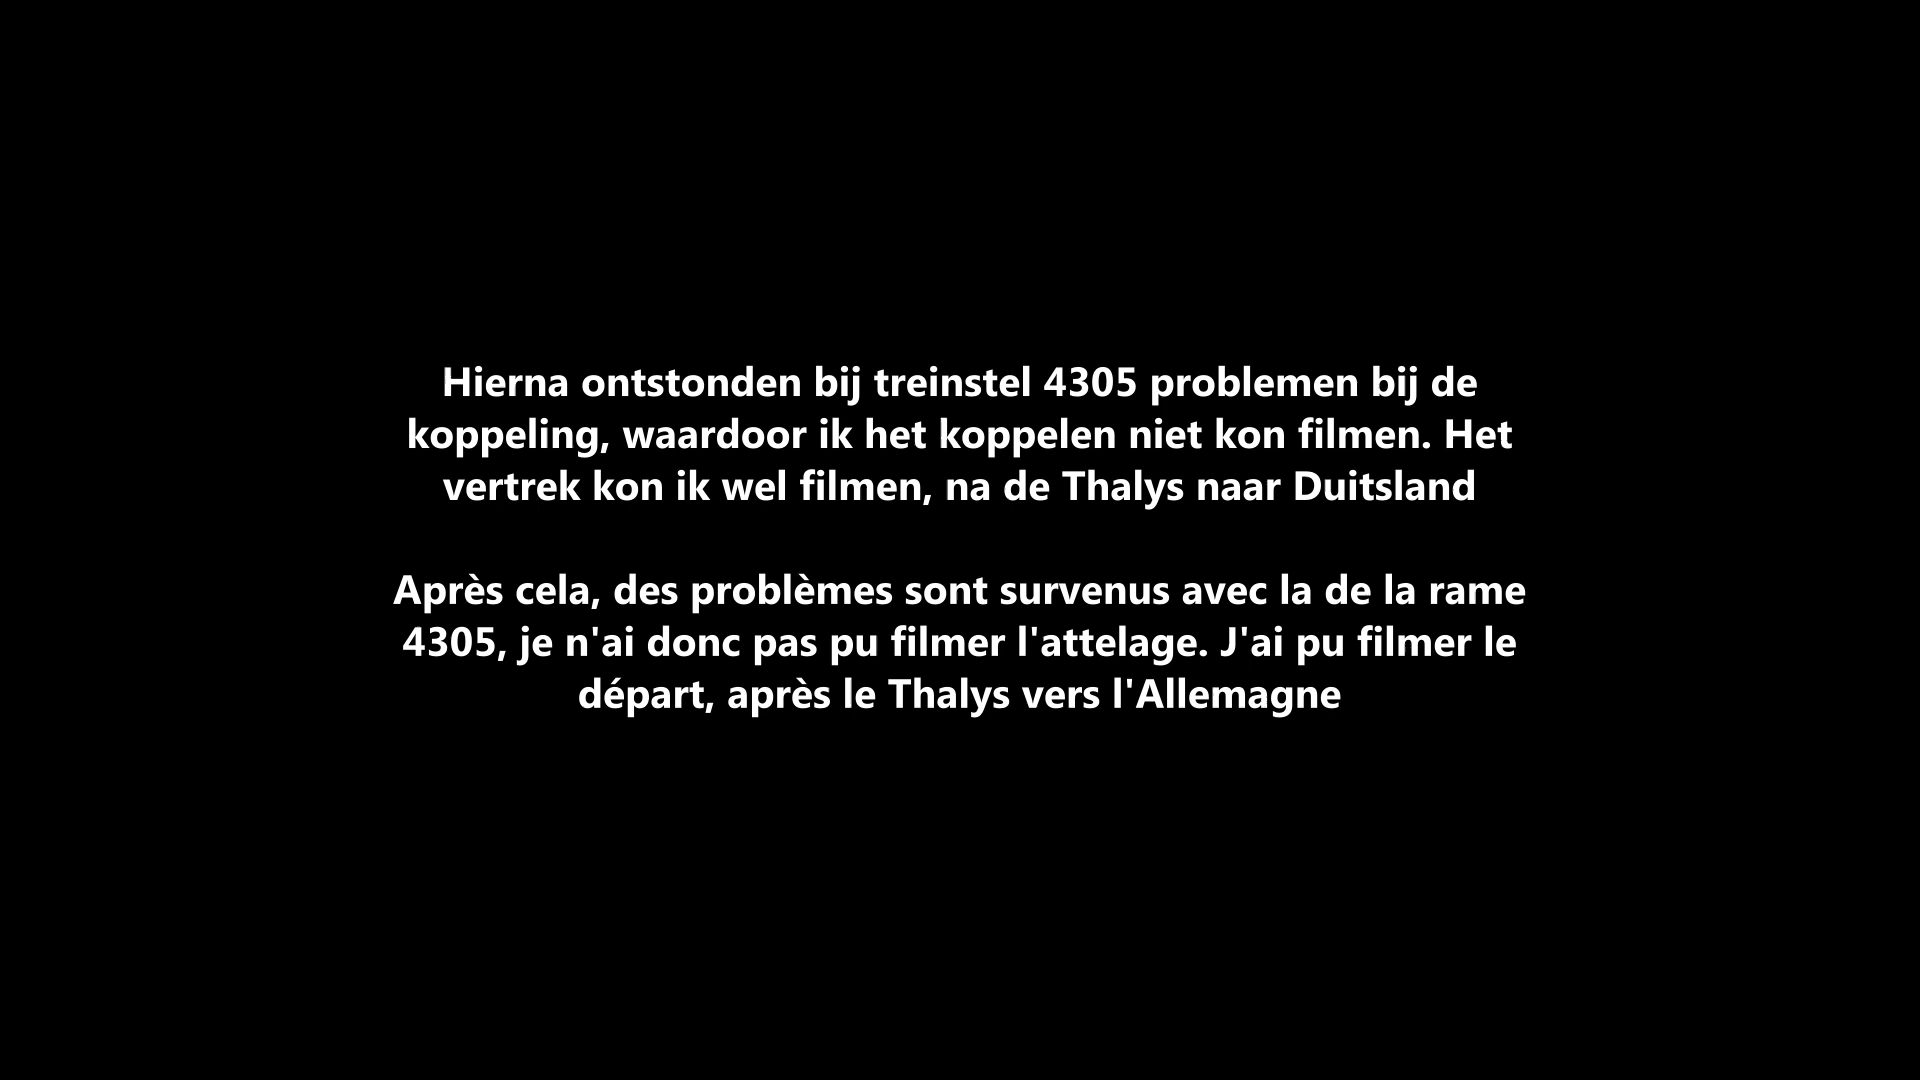 Hierna ontstonden bij treinstel 4305 problemen bij de
koppeling, waardoor ik het koppelen niet kon filmen. Het
vertrek kon ik wel filmen, na de Thalys naar Duitsland
Après cela, des problèmes sont survenus avec la de la rame
4305, je n'ai donc pas pu filmer l'attelage. J'ai pu filmer le
départ, après le Thalys vers l'Allemagne